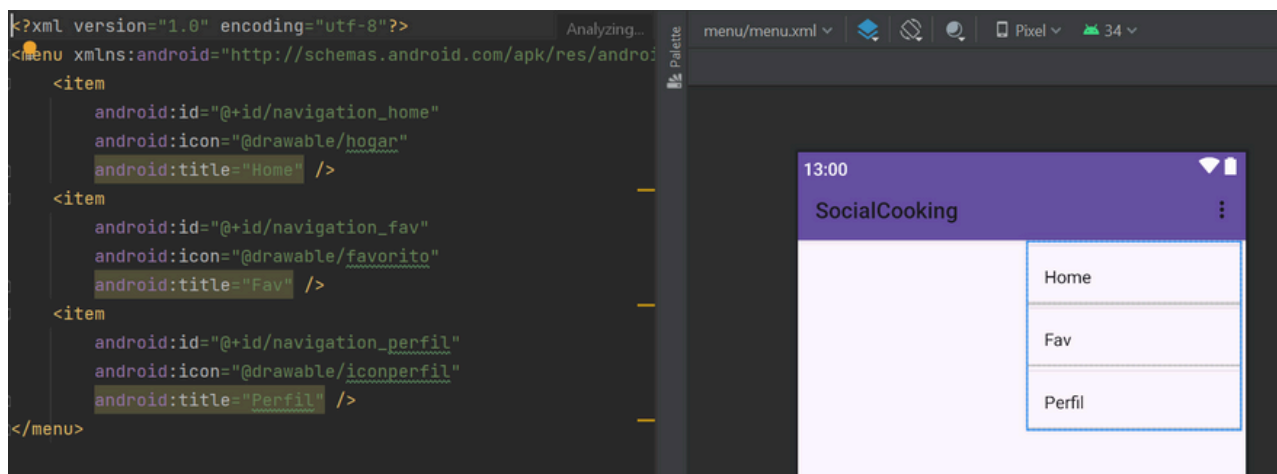 <?xml version="1.0" encoding="utf-8"?>
Analyzing...
<menu xmlns:android="http://schemas.android.com/apk/res/androi
<item
android:id="@+id/navigation_home"
android:icon="@drawable/hogar"
android:title="Home" />
<item
android:id="@+id/navigation_fav"
android:icon="@drawable/favorito"
android:title="Fav" />
<item
android:id="@+id/navigation_perfil"
android:icon="@drawable/iconperfil"
android:title="Perfil" />
</menu>
Palette
menu/menu.xml
Pixel
34
13:00
SocialCooking
Home
Fav
Perfil